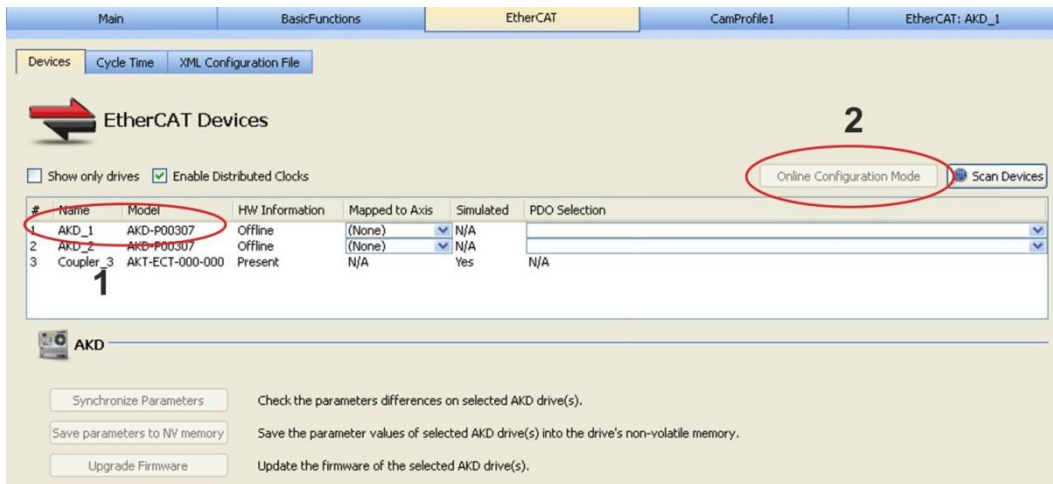 Main BasicFunctions EtherCAT CamProfile1 EtherCAT: AKD_1
Devices Cycle Time XML Configuration File
EtherCAT Devices
2
Show only drives Enable Distributed Clocks Online Configuration Mode Scan Devices
# Name Model HW Information Mapped to Axis Simulated PDO Selection
1 AKD_1 AKD-P00307 Offline (None) N/A
2 AKD_2 AKD-P00307 Offline (None) N/A
3 Coupler_3 AKT-ECT-000-000 Present N/A Yes N/A
1
AKD
Synchronize Parameters Check the parameters differences on selected AKD drive(s).
Save parameters to NV memory Save the parameter values of selected AKD drive(s) into the drive's non-volatile memory.
Upgrade Firmware Update the firmware of the selected AKD drive(s).